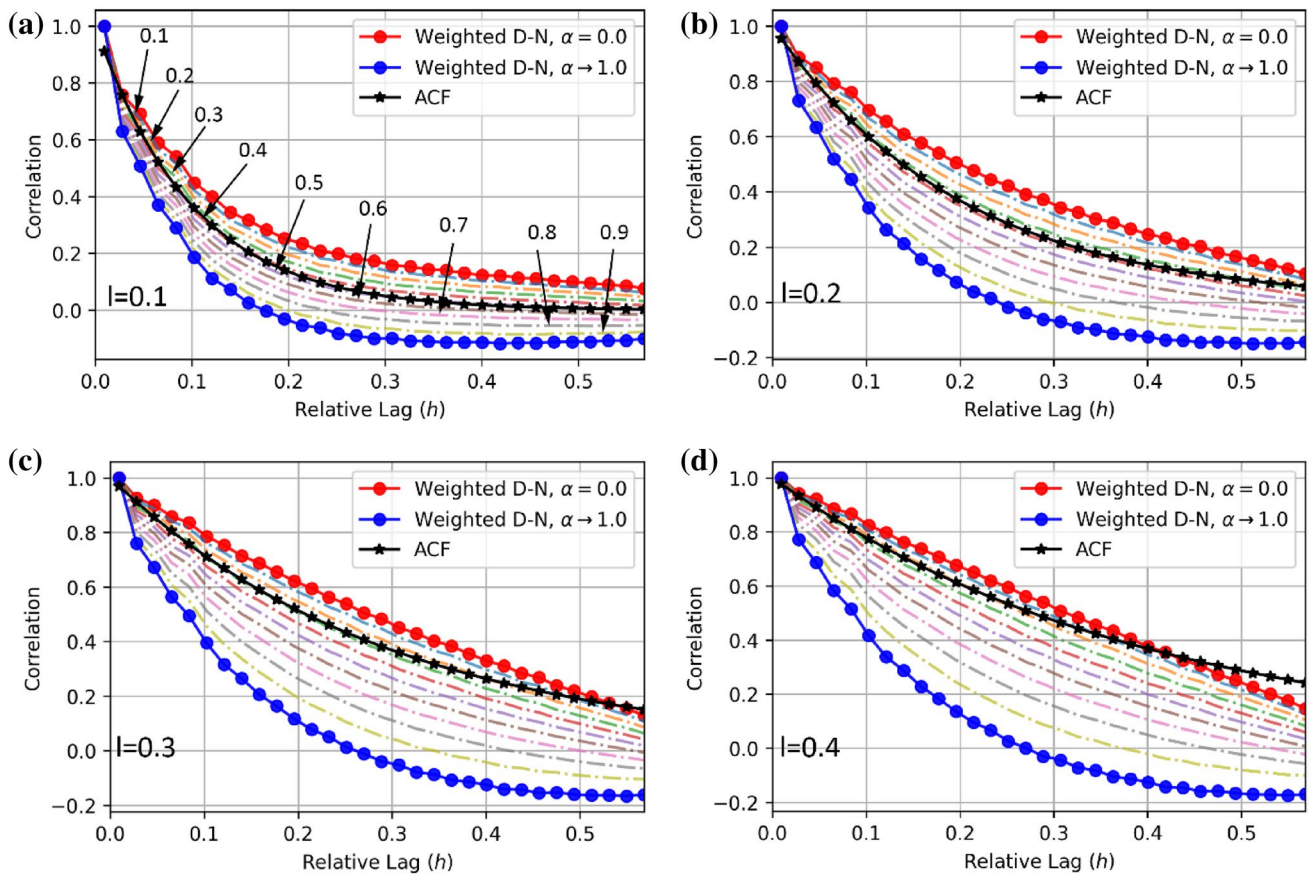 (a)
1.0
0.8
0.6
0.4
0.2
0.0
Correlation
0.1
0.2
0.3
0.4
0.5
0.6
0.7
0.8
0.9
Weighted D-N, α = 0.0
Weighted D-N, α → 1.0
ACF
l=0.1
0.0 0.1 0.2 0.3 0.4 0.5
Relative Lag (h)
(b)
1.0
0.8
0.6
0.4
0.2
0.0
−0.2
Correlation
Weighted D-N, α = 0.0
Weighted D-N, α → 1.0
ACF
l=0.2
0.0 0.1 0.2 0.3 0.4 0.5
Relative Lag (h)
(c)
1.0
0.8
0.6
0.4
0.2
0.0
−0.2
Correlation
Weighted D-N, α = 0.0
Weighted D-N, α → 1.0
ACF
l=0.3
0.0 0.1 0.2 0.3 0.4 0.5
Relative Lag (h)
(d)
1.0
0.8
0.6
0.4
0.2
0.0
−0.2
Correlation
Weighted D-N, α = 0.0
Weighted D-N, α → 1.0
ACF
l=0.4
0.0 0.1 0.2 0.3 0.4 0.5
Relative Lag (h)